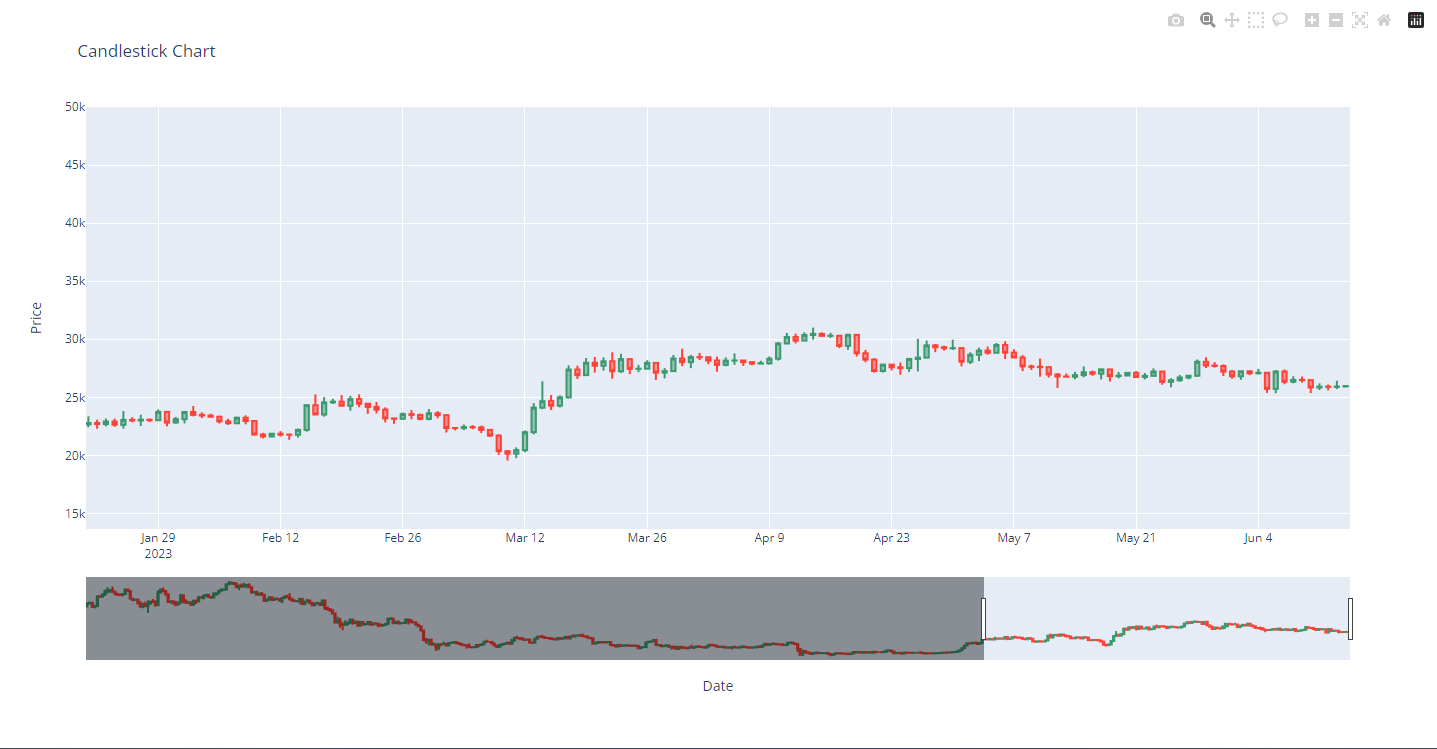 Candlestick Chart
50k
45k
40k
35k
30k
25k
20k
15k
Price
Jan 29
2023
Feb 12
Feb 26
Mar 12
Mar 26
Apr 9
Apr 23
May 7
May 21
Jun 4
Date